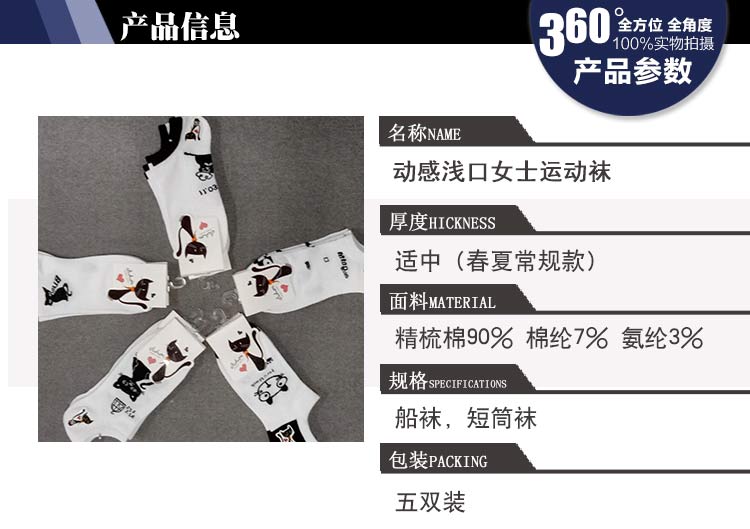 产品信息
360°全方位 全角度
100%实物拍摄
产品参数
名称NAME
动感浅口女士运动袜
厚度HICKNESS
适中（春夏常规款）
面料MATERIAL
精梳棉90% 棉纶7% 氨纶3%
规格SPECIFICATIONS
船袜，短筒袜
包装PACKING
五双装